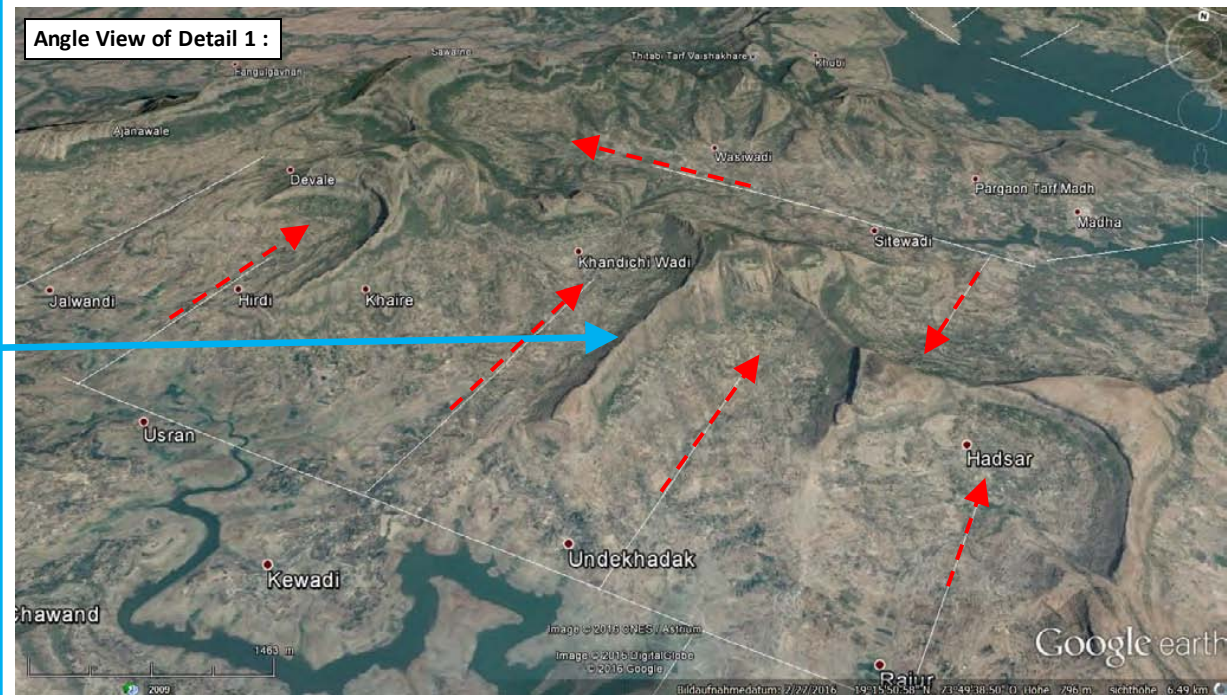 Angle View of Detail 1 :
Sawarne
Thitabi Tarf Vaishakhare
Khubi
Fangulgavhan
Ajanawale
Wasiwadi
Devale
Pargaon Tarf Madh
Madha
Sitewadi
Khandichi Wadi
Jalwandi
Hirdi
Khaire
Usran
Hadsar
Undekhadak
Kewadi
Chawand
Image © 2016 CNES / Astrium
Google earth
1463 m
Image © 2016 DigitalGlobe
© 2016 Google
Rajur
2009
Bildaufnahmedatum: 2/27/2016 19°15'50.58" N 73°49'38.50" O Höhe 796 m sichthöhe 6.49 km